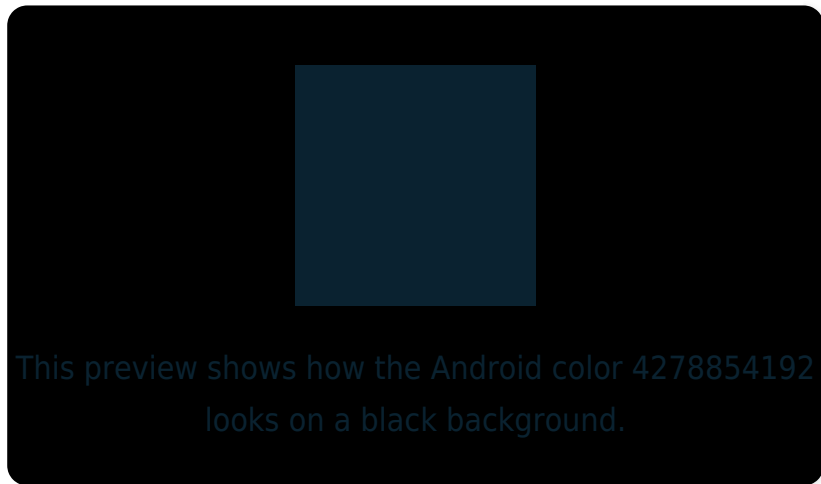 This preview shows how the Android color 4278854192
looks on a black background.